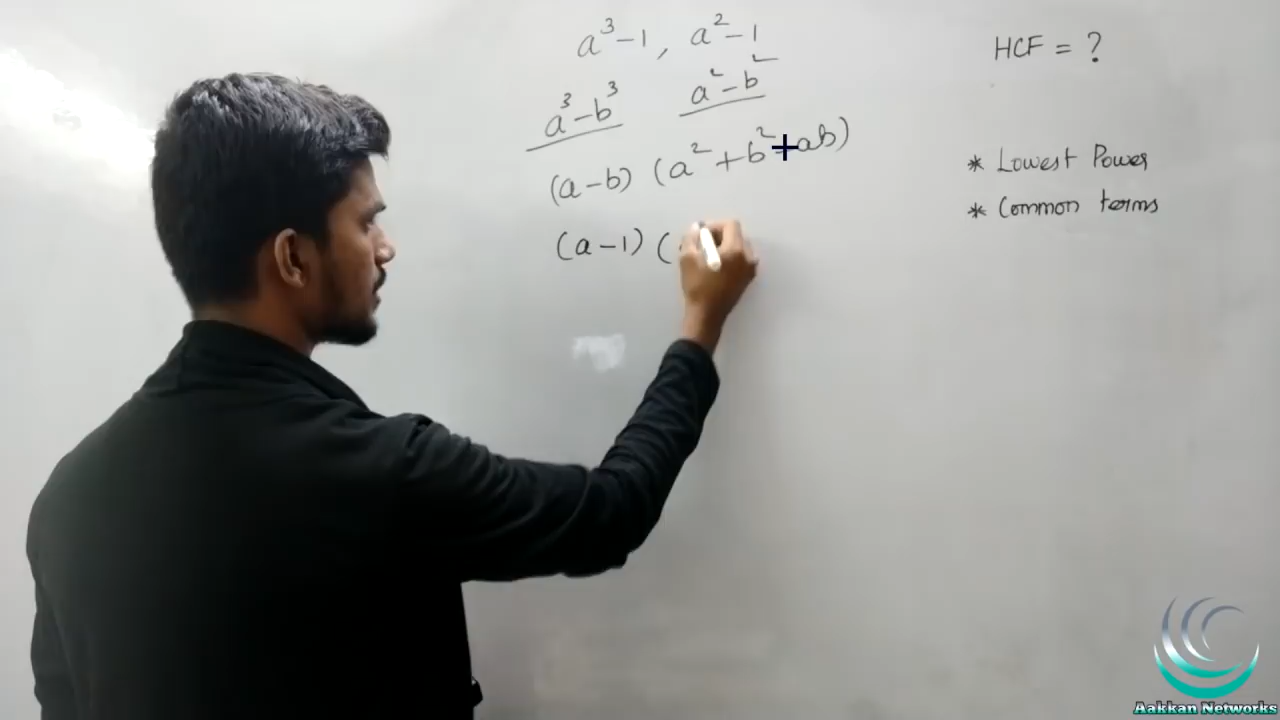 a³-1, a²-1
a³-b³ a²-b²
(a-b) (a²+b²+ab)
(a-1) (
HCF = ?
* Lowest Power
* Common terms
Aakkan Networks